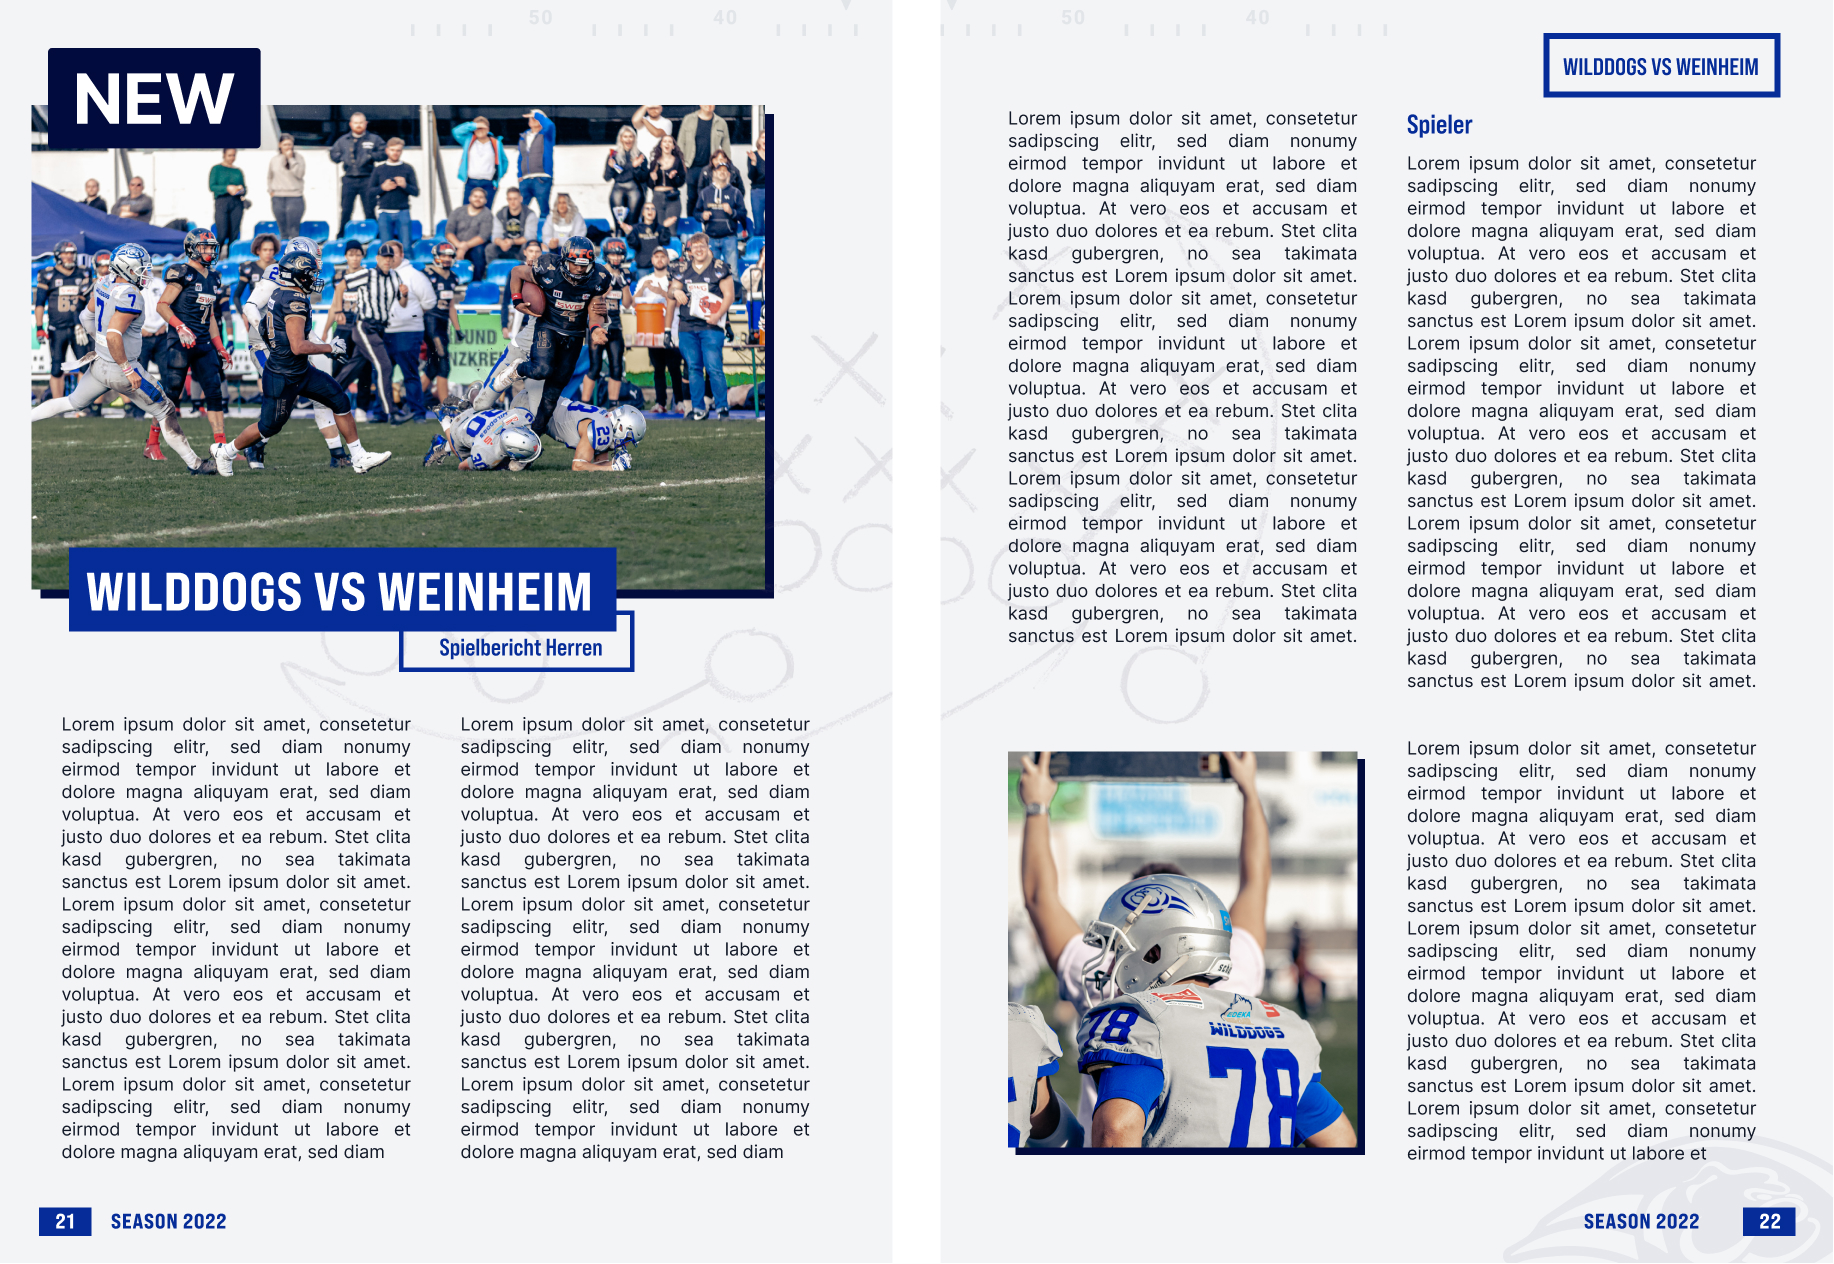 50 40
NEW
UND
NZKRE
WILDDOGS VS WEINHEIM
Spielbericht Herren
Lorem ipsum dolor sit amet, consetetur
sadipscing elitr, sed diam nonumy
eirmod tempor invidunt ut labore et
dolore magna aliquyam erat, sed diam
voluptua. At vero eos et accusam et
justo duo dolores et ea rebum. Stet clita
kasd gubergren, no sea takimata
sanctus est Lorem ipsum dolor sit amet.
Lorem ipsum dolor sit amet, consetetur
sadipscing elitr, sed diam nonumy
eirmod tempor invidunt ut labore et
dolore magna aliquyam erat, sed diam
voluptua. At vero eos et accusam et
justo duo dolores et ea rebum. Stet clita
kasd gubergren, no sea takimata
sanctus est Lorem ipsum dolor sit amet.
Lorem ipsum dolor sit amet, consetetur
sadipscing elitr, sed diam nonumy
eirmod tempor invidunt ut labore et
dolore magna aliquyam erat, sed diam
Lorem ipsum dolor sit amet, consetetur
sadipscing elitr, sed diam nonumy
eirmod tempor invidunt ut labore et
dolore magna aliquyam erat, sed diam
voluptua. At vero eos et accusam et
justo duo dolores et ea rebum. Stet clita
kasd gubergren, no sea takimata
sanctus est Lorem ipsum dolor sit amet.
Lorem ipsum dolor sit amet, consetetur
sadipscing elitr, sed diam nonumy
eirmod tempor invidunt ut labore et
dolore magna aliquyam erat, sed diam
voluptua. At vero eos et accusam et
justo duo dolores et ea rebum. Stet clita
kasd gubergren, no sea takimata
sanctus est Lorem ipsum dolor sit amet.
Lorem ipsum dolor sit amet, consetetur
sadipscing elitr, sed diam nonumy
eirmod tempor invidunt ut labore et
dolore magna aliquyam erat, sed diam
21 SEASON 2022
50 40
WILDDOGS VS WEINHEIM
Lorem ipsum dolor sit amet, consetetur
sadipscing elitr, sed diam nonumy
eirmod tempor invidunt ut labore et
dolore magna aliquyam erat, sed diam
voluptua. At vero eos et accusam et
justo duo dolores et ea rebum. Stet clita
kasd gubergren, no sea takimata
sanctus est Lorem ipsum dolor sit amet.
Lorem ipsum dolor sit amet, consetetur
sadipscing elitr, sed diam nonumy
eirmod tempor invidunt ut labore et
dolore magna aliquyam erat, sed diam
voluptua. At vero eos et accusam et
justo duo dolores et ea rebum. Stet clita
kasd gubergren, no sea takimata
sanctus est Lorem ipsum dolor sit amet.
Lorem ipsum dolor sit amet, consetetur
sadipscing elitr, sed diam nonumy
eirmod tempor invidunt ut labore et
dolore magna aliquyam erat, sed diam
voluptua. At vero eos et accusam et
justo duo dolores et ea rebum. Stet clita
kasd gubergren, no sea takimata
sanctus est Lorem ipsum dolor sit amet.
EDEKA
WILDDOGS
78
78
Spieler
Lorem ipsum dolor sit amet, consetetur
sadipscing elitr, sed diam nonumy
eirmod tempor invidunt ut labore et
dolore magna aliquyam erat, sed diam
voluptua. At vero eos et accusam et
justo duo dolores et ea rebum. Stet clita
kasd gubergren, no sea takimata
sanctus est Lorem ipsum dolor sit amet.
Lorem ipsum dolor sit amet, consetetur
sadipscing elitr, sed diam nonumy
eirmod tempor invidunt ut labore et
dolore magna aliquyam erat, sed diam
voluptua. At vero eos et accusam et
justo duo dolores et ea rebum. Stet clita
kasd gubergren, no sea takimata
sanctus est Lorem ipsum dolor sit amet.
Lorem ipsum dolor sit amet, consetetur
sadipscing elitr, sed diam nonumy
eirmod tempor invidunt ut labore et
dolore magna aliquyam erat, sed diam
voluptua. At vero eos et accusam et
justo duo dolores et ea rebum. Stet clita
kasd gubergren, no sea takimata
sanctus est Lorem ipsum dolor sit amet.
Lorem ipsum dolor sit amet, consetetur
sadipscing elitr, sed diam nonumy
eirmod tempor invidunt ut labore et
dolore magna aliquyam erat, sed diam
voluptua. At vero eos et accusam et
justo duo dolores et ea rebum. Stet clita
kasd gubergren, no sea takimata
sanctus est Lorem ipsum dolor sit amet.
Lorem ipsum dolor sit amet, consetetur
sadipscing elitr, sed diam nonumy
eirmod tempor invidunt ut labore et
dolore magna aliquyam erat, sed diam
voluptua. At vero eos et accusam et
justo duo dolores et ea rebum. Stet clita
kasd gubergren, no sea takimata
sanctus est Lorem ipsum dolor sit amet.
Lorem ipsum dolor sit amet, consetetur
sadipscing elitr, sed diam nonumy
eirmod tempor invidunt ut labore et
SEASON 2022 22